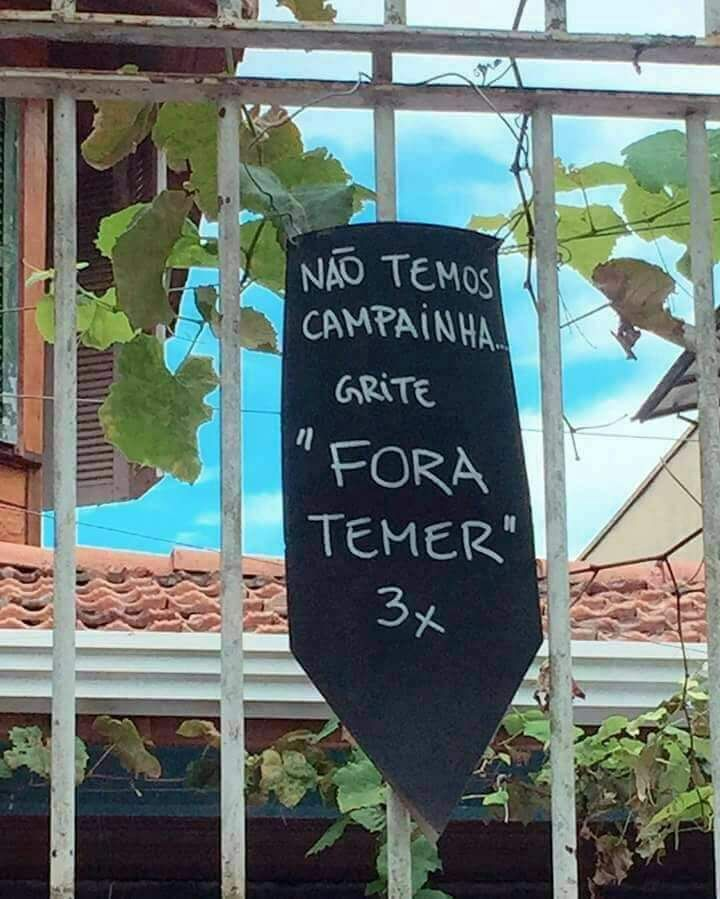 NÃO TEMOS
CAMPAINHA...
GRITE
"FORA
TEMER"
3x